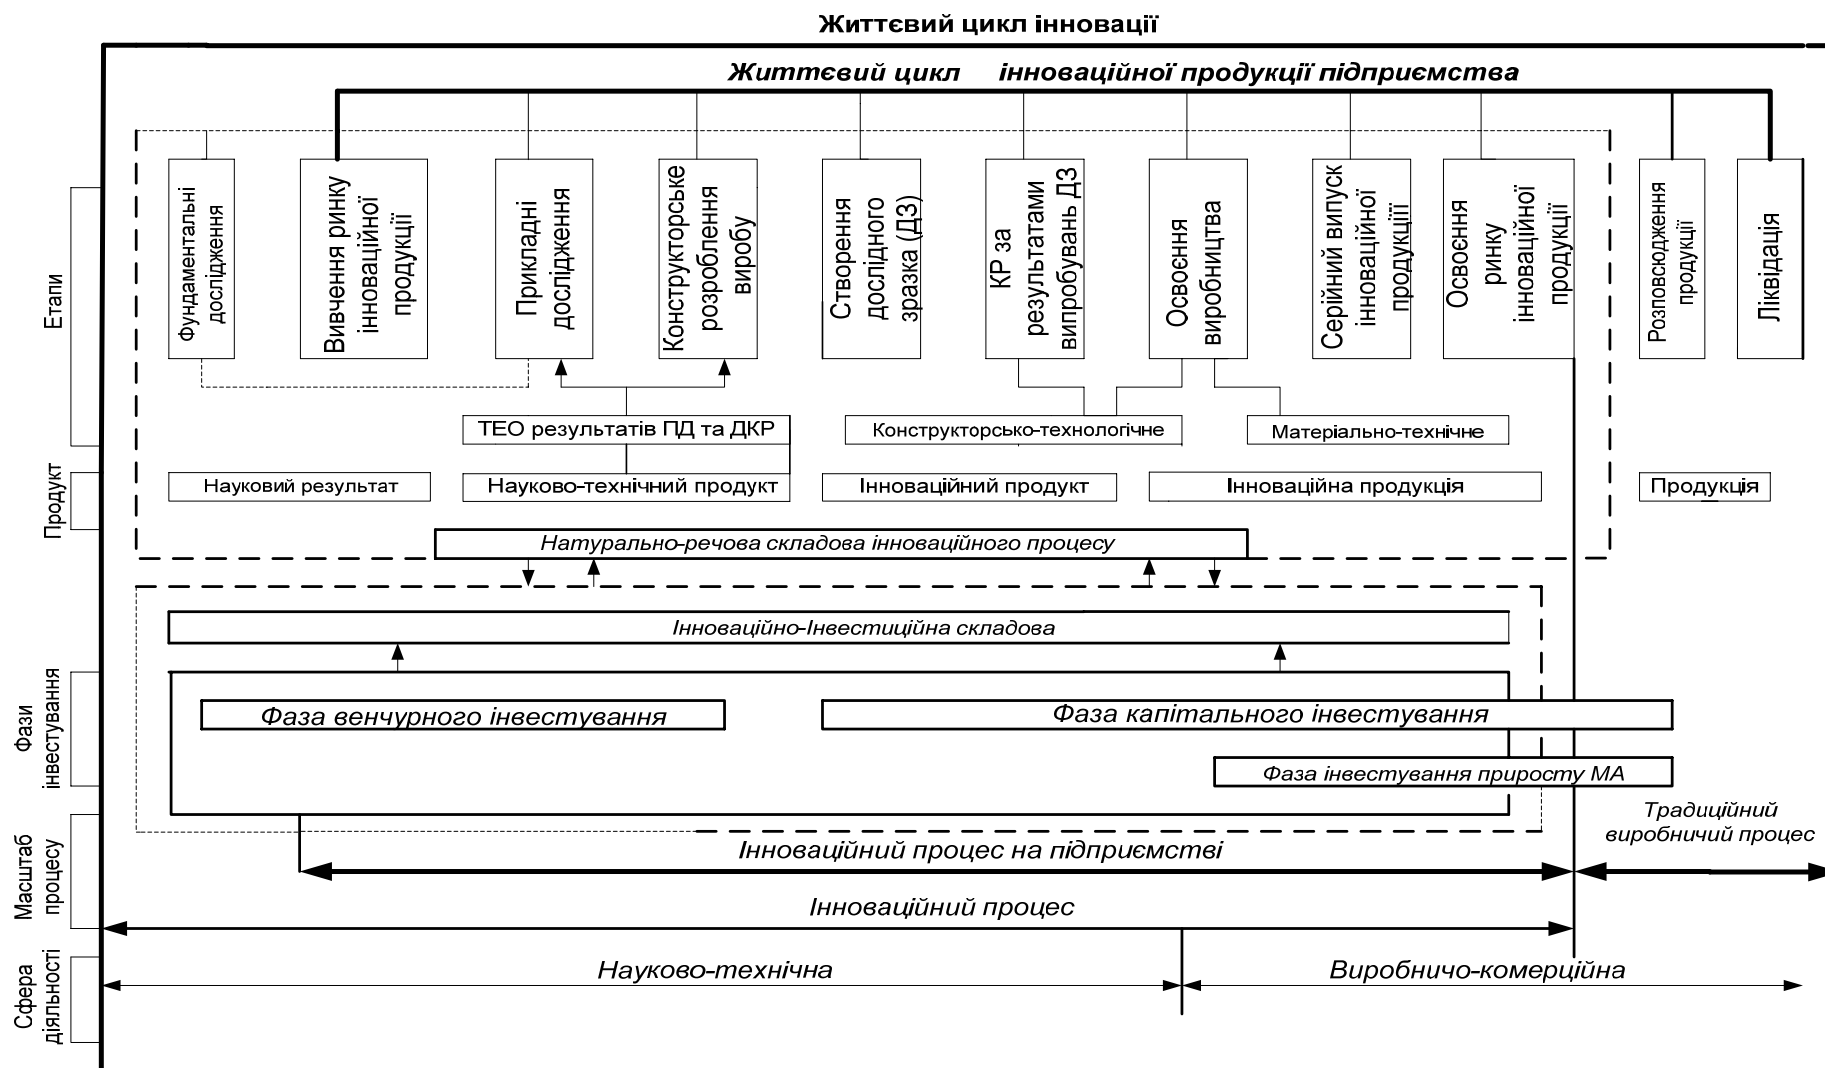 Життєвий цикл інновації
Життєвий цикл інноваційної продукції підприємства
Етапи
Фундаментальні
дослідження
Вивчення ринку
інноваційної
продукції
Прикладні
дослідження
Конструкторське
розроблення
виробу
Створення
дослідного
зразка (ДЗ)
КР за
результатами
випробувань ДЗ
Освоєння
виробництва
Серійний випуск
інноваційної
продукціїї
Освоєння
ринку
інноваційної
продукції
Розповсюдження
продукції
Ліквідація
ТЕО результатів ПД та ДКР
Конструкторсько-технологічне
Матеріально-технічне
Продукт
Науковий результат
Науково-технічний продукт
Інноваційний продукт
Інноваційна продукція
Продукція
Натурально-речова складова інноваційного процесу
Інноваційно-Інвестиційна складова
Фази
інвестування
Фаза венчурного інвестування
Фаза капітального інвестування
Фаза інвестування приросту МА
Масштаб
процесу
Традиційний
виробничий процес
Інноваційний процес на підприємстві
Інноваційний процес
Сфера
діяльності
Науково-технічна
Виробничо-комерційна